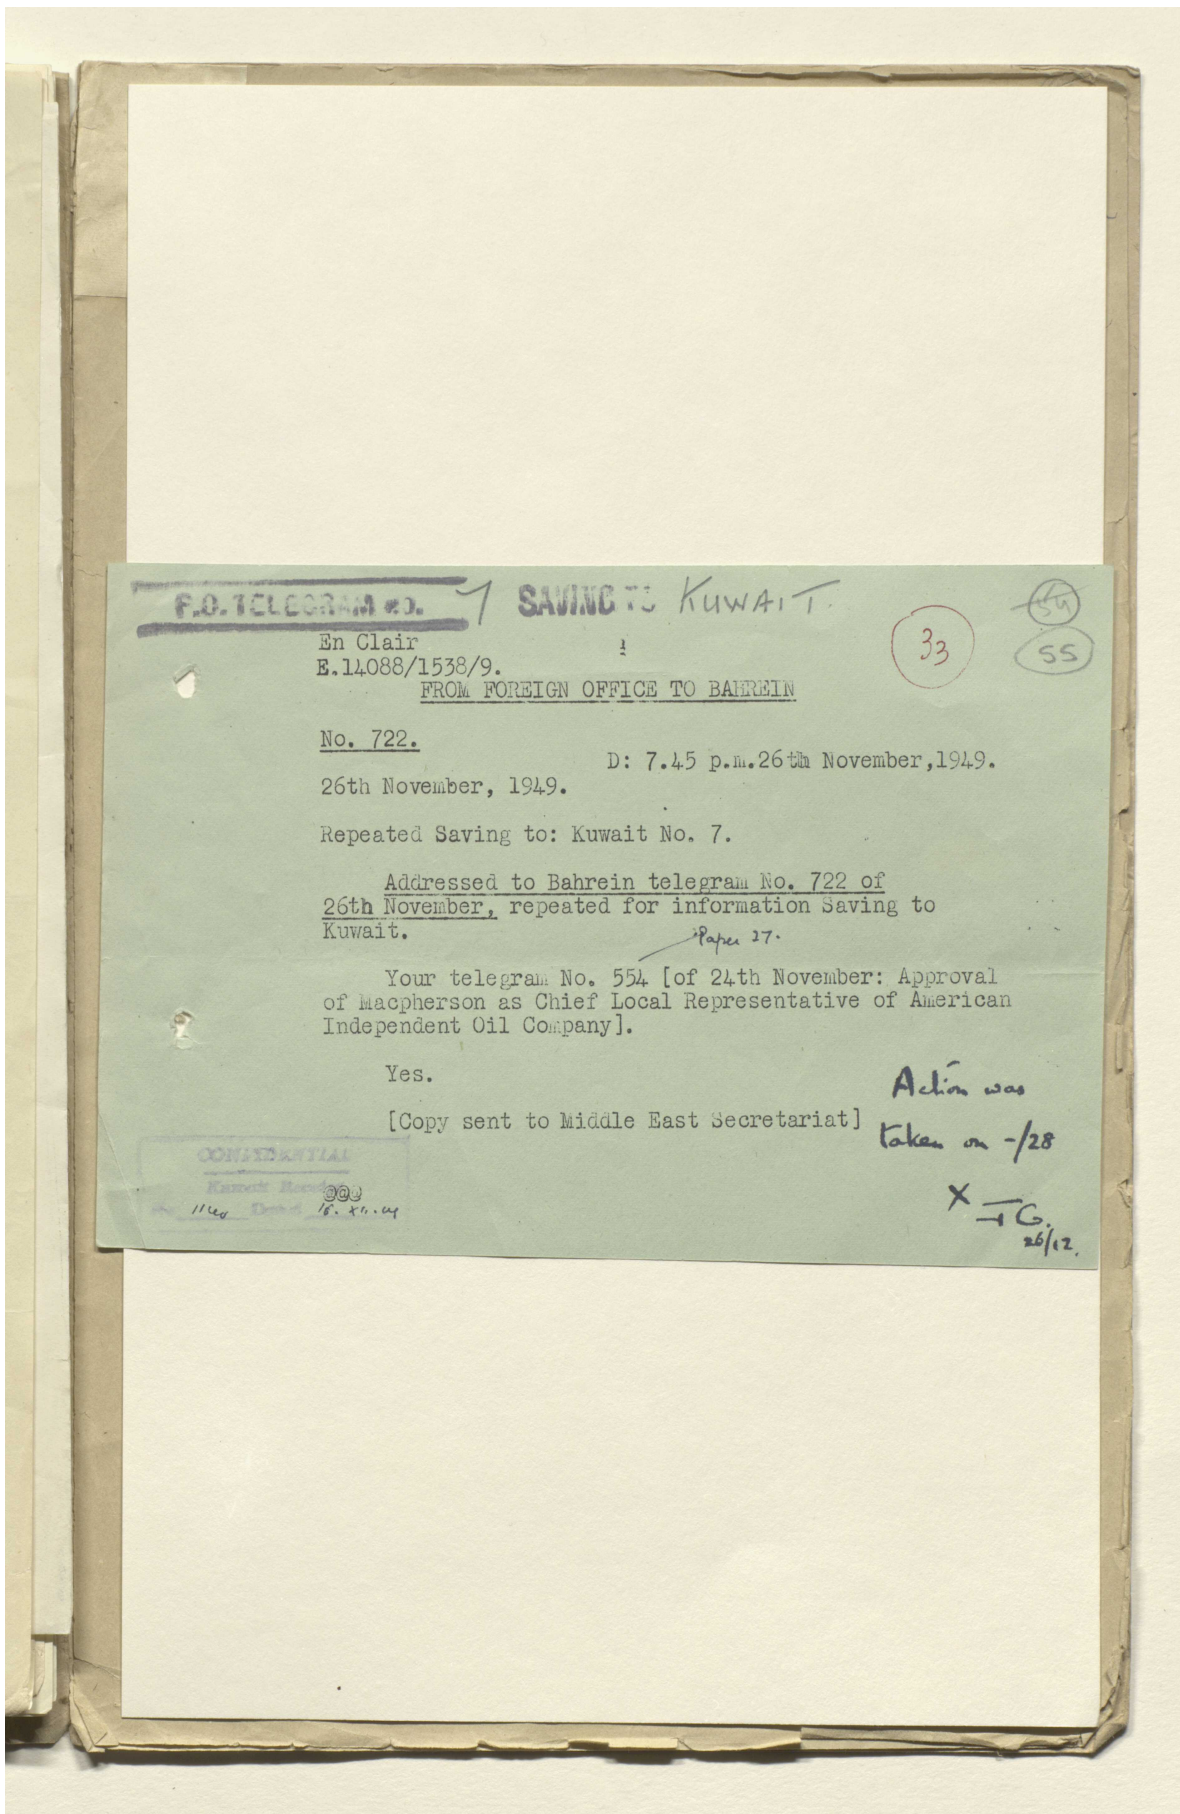 F.O. TELEGRAM NO. 7 SAVING TO KUWAIT.
54
55
33
En Clair
E.14088/1538/9.
FROM FOREIGN OFFICE TO BAHREIN
No. 722.
D: 7.45 p.m.26th November,1949.
26th November, 1949.
Repeated Saving to: Kuwait No. 7.
Addressed to Bahrein telegram No. 722 of
26th November, repeated for information Saving to
Kuwait.
Paper 27.
Your telegram No. 554 [of 24th November: Approval
of Macpherson as Chief Local Representative of American
Independent Oil Company].
Yes.
[Copy sent to Middle East Secretariat]
Action was
taken on -/28
X
G.
26/12.
CONFIDENTIAL
Kuwait Receipt
@@@
Dated